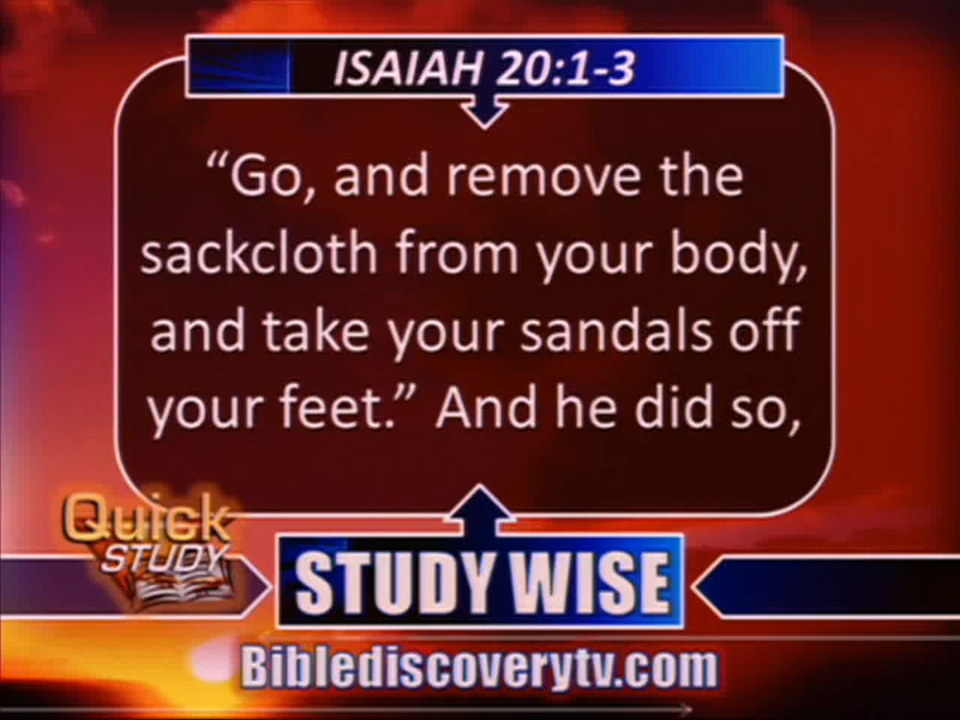 ISAIAH 20:1-3
“Go, and remove the
sackcloth from your body,
and take your sandals off
your feet.” And he did so,
Quick
STUDY
STUDY WISE
Biblediscoverytv.com